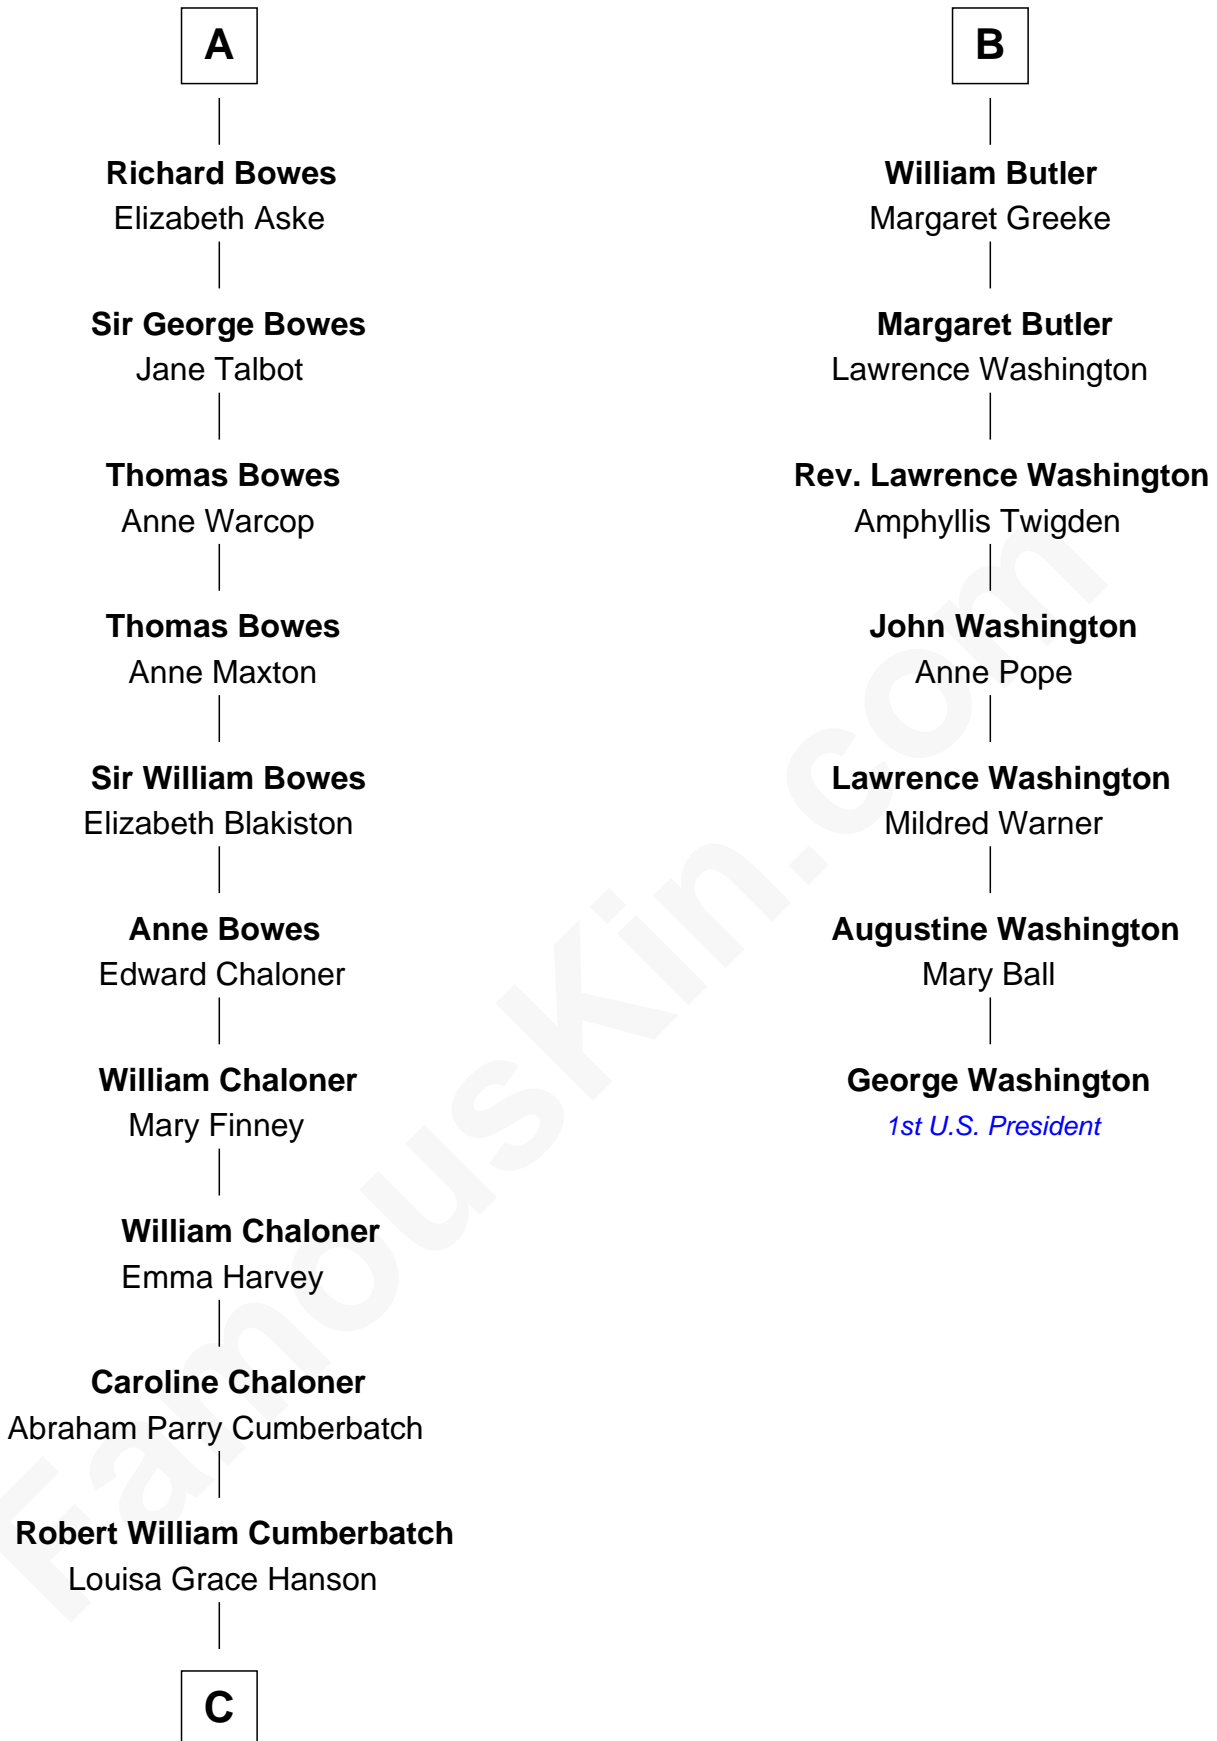 A
Richard Bowes
Elizabeth Aske
Sir George Bowes
Jane Talbot
Thomas Bowes
Anne Warcop
Thomas Bowes
Anne Maxton
Sir William Bowes
Elizabeth Blakiston
Anne Bowes
Edward Chaloner
William Chaloner
Mary Finney
William Chaloner
Emma Harvey
Caroline Chaloner
Abraham Parry Cumberbatch
Robert William Cumberbatch
Louisa Grace Hanson
C
B
William Butler
Margaret Greeke
Margaret Butler
Lawrence Washington
Rev. Lawrence Washington
Amphyllis Twigden
John Washington
Anne Pope
Lawrence Washington
Mildred Warner
Augustine Washington
Mary Ball
George Washington
1st U.S. President
FamousKin.com